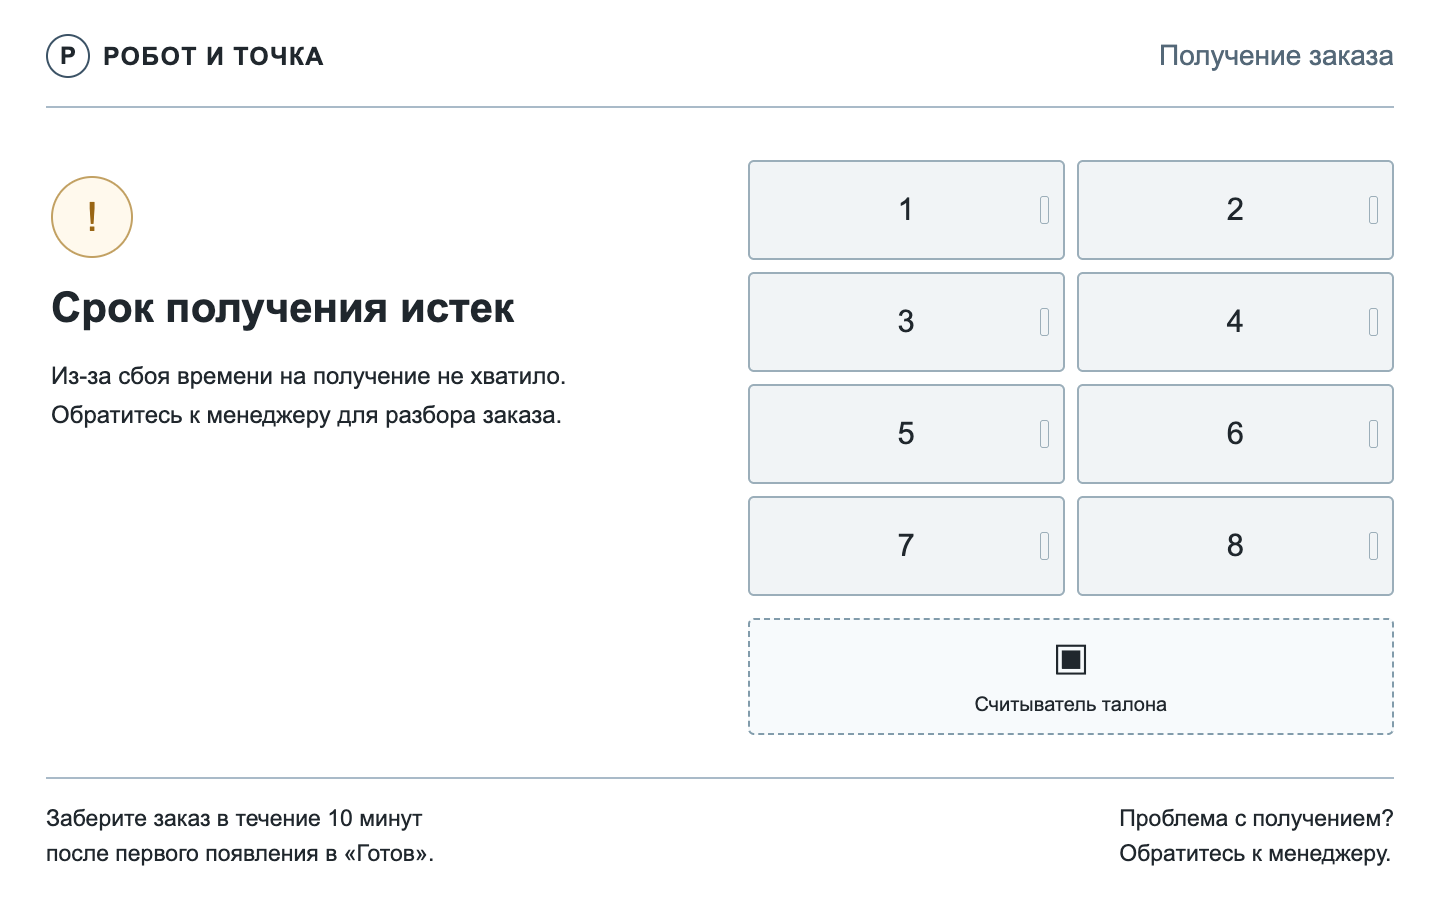 Р РОБОТ И ТОЧКА
Получение заказа
!
Срок получения истек
Из-за сбоя времени на получение не хватило.
Обратитесь к менеджеру для разбора заказа.
1
2
3
4
5
6
7
8
Считыватель талона
Заберите заказ в течение 10 минут
после первого появления в «Готов».
Проблема с получением?
Обратитесь к менеджеру.